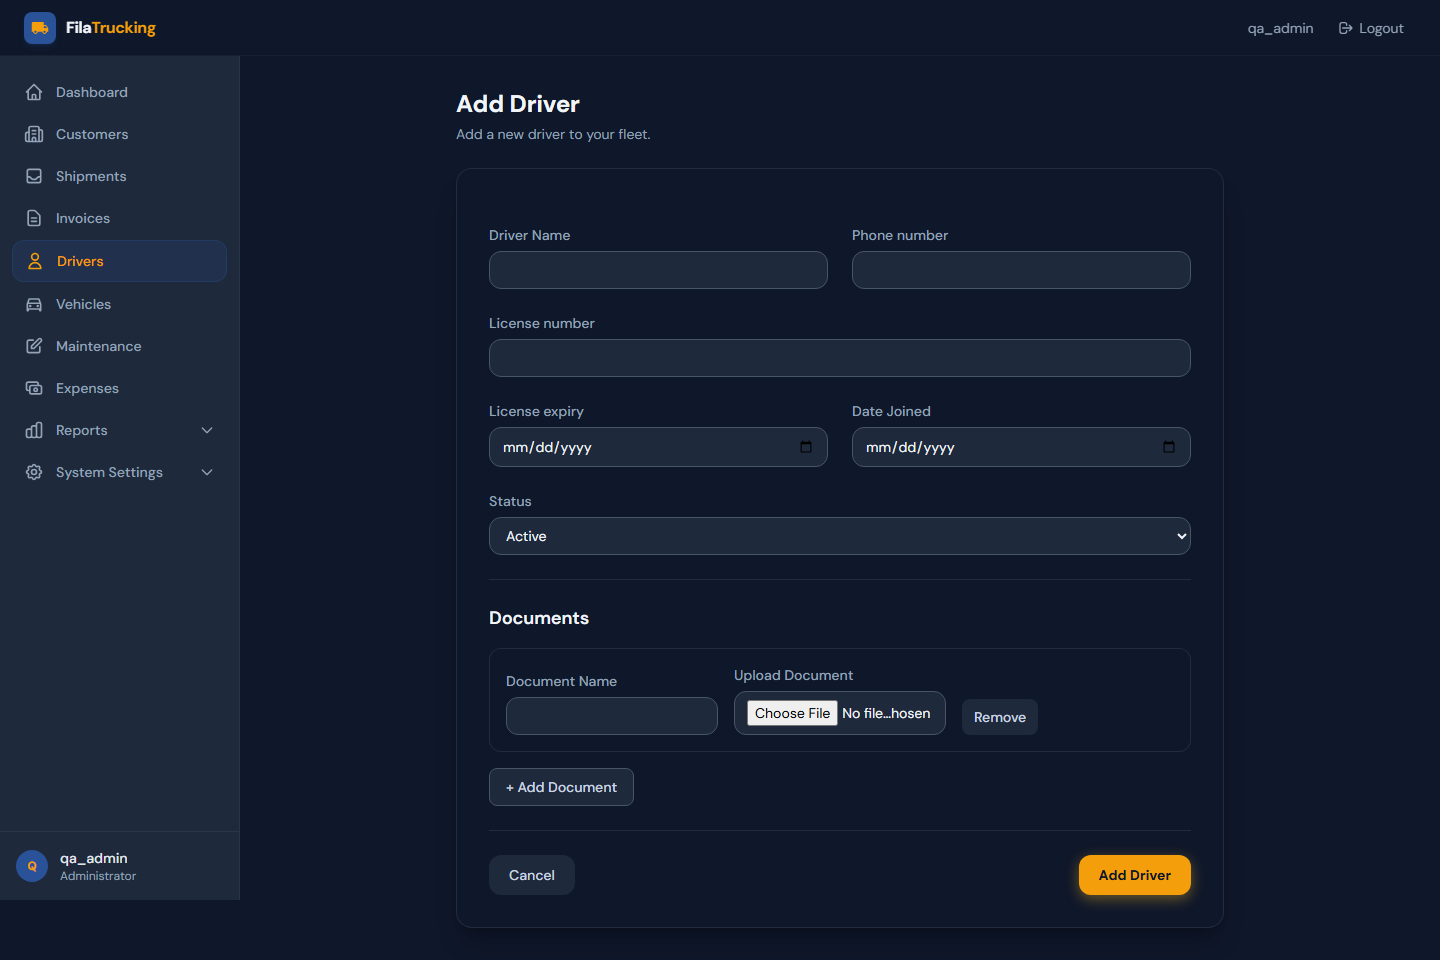 FilaTrucking
qa_admin
Logout
Dashboard
Customers
Shipments
Invoices
Drivers
Vehicles
Maintenance
Expenses
Reports
System Settings
Q
qa_admin
Administrator
Add Driver
Add a new driver to your fleet.
Driver Name
Phone number
License number
License expiry
Date Joined
mm/dd/yyyy
mm/dd/yyyy
Status
Active
Documents
Document Name
Upload Document
Choose File No file...hosen
Remove
+ Add Document
Cancel
Add Driver